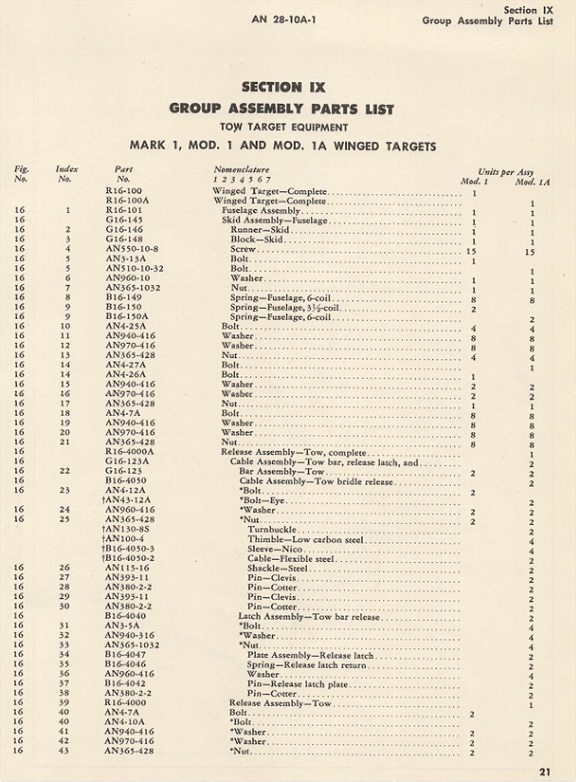 Section IX
AN 28-10A-1
Group Assembly Parts List
SECTION IX
GROUP ASSEMBLY PARTS LIST
TOW TARGET EQUIPMENT
MARK 1, MOD. 1 AND MOD. 1A WINGED TARGETS
Fig. Index Part Nomenclature Units per Assy
No. No. No. 1 2 3 4 5 6 7 Mod. 1 Mod. 1A
R16-100 Winged Target—Complete 1
R16-100A Winged Target—Complete 1
16 1 R16-101 Fuselage Assembly 1 1
16 G16-145 Skid Assembly—Fuselage 1 1
16 2 G16-146 Runner—Skid 1 1
16 3 G16-148 Block—Skid 1 1
16 4 AN550-10-8 Screw 15 15
16 5 AN3-13A Bolt 1
16 5 AN510-10-32 Bolt 1
16 6 AN960-10 Washer 1 1
16 7 AN365-1032 Nut 1 1
16 8 B16-149 Spring—Fuselage, 6-coil 8 8
16 9 B16-150 Spring—Fuselage, 3½-coil 2
16 9 B16-150A Spring—Fuselage, 6-coil 2
16 10 AN4-25A Bolt 4 4
16 11 AN940-416 Washer 8 8
16 12 AN970-416 Washer 8 8
16 13 AN365-428 Nut 4 4
16 14 AN4-27A Bolt 1
16 14 AN4-26A Bolt 1
16 15 AN940-416 Washer 2 2
16 16 AN970-416 Washer 2 2
16 17 AN365-428 Nut 1 1
16 18 AN4-7A Bolt 8 8
16 19 AN940-416 Washer 8 8
16 20 AN970-416 Washer 8 8
16 21 AN365-428 Nut 8 8
16 R16-4000A Release Assembly—Tow, complete 1
16 G16-123A Cable Assembly—Tow bar, release latch, and 2
16 22 G16-123 Bar Assembly—Tow 2 2
16 B16-4050 Cable Assembly—Tow bridle release 2
16 23 AN4-12A *Bolt 2
†AN43-12A *Bolt—Eye 2
16 24 AN960-416 *Washer 2 2
16 25 AN365-428 *Nut 2 2
†AN130-8S Turnbuckle 2
†AN100-4 Thimble—Low carbon steel 4
†B16-4050-3 Sleeve—Nico 4
†B16-4050-2 Cable—Flexible steel 2
16 26 AN115-16 Shackle—Steel 2
16 27 AN393-11 Pin—Clevis 2
16 28 AN380-2-2 Pin—Cotter 2
16 29 AN393-11 Pin—Clevis 2
16 30 AN380-2-2 Pin—Cotter 2
16 B16-4040 Latch Assembly—Tow bar release 2
16 31 AN3-5A *Bolt 4
16 32 AN940-316 *Washer 4
16 33 AN365-1032 *Nut 4
16 34 B16-4047 Plate Assembly—Release latch 2
16 35 B16-4046 Spring—Release latch return 2
16 36 AN960-416 Washer 4
16 37 B16-4042 Pin—Release latch plate 2
16 38 AN380-2-2 Pin—Cotter 2
16 39 R16-4000 Release Assembly—Tow 1
16 40 AN4-7A Bolt 2
16 40 AN4-10A *Bolt 2
16 41 AN940-416 *Washer 2 2
16 42 AN970-416 *Washer 2 2
16 43 AN365-428 *Nut 2 2
21